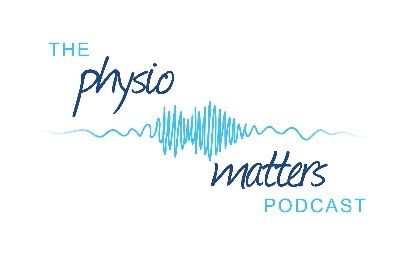 THE
physio
matters
PODCAST